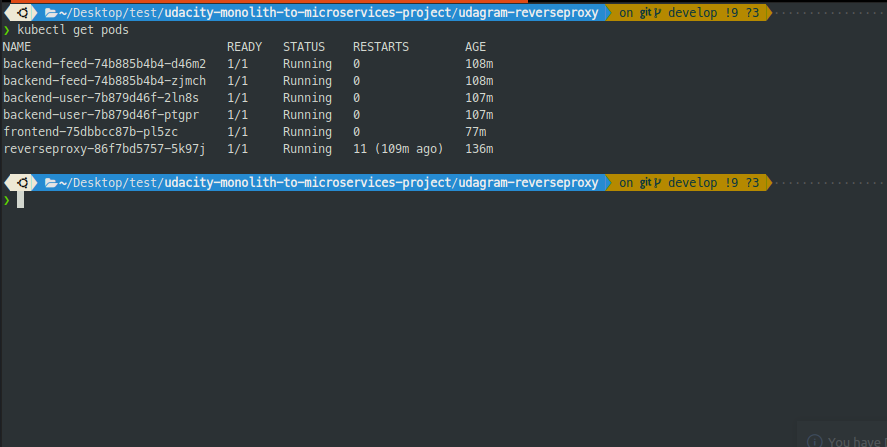 ~/Desktop/test/udacity-monolith-to-microservices-project/udagram-reverseproxy on git develop !9 ?3
❯ kubectl get pods
NAME READY STATUS RESTARTS AGE
backend-feed-74b885b4b4-d46m2 1/1 Running 0 108m
backend-feed-74b885b4b4-zjmch 1/1 Running 0 108m
backend-user-7b879d46f-2ln8s 1/1 Running 0 107m
backend-user-7b879d46f-ptgpr 1/1 Running 0 107m
frontend-75dbbcc87b-pl5zc 1/1 Running 0 77m
reverseproxy-86f7bd5757-5k97j 1/1 Running 11 (109m ago) 136m
~/Desktop/test/udacity-monolith-to-microservices-project/udagram-reverseproxy on git develop !9 ?3
❯
You have